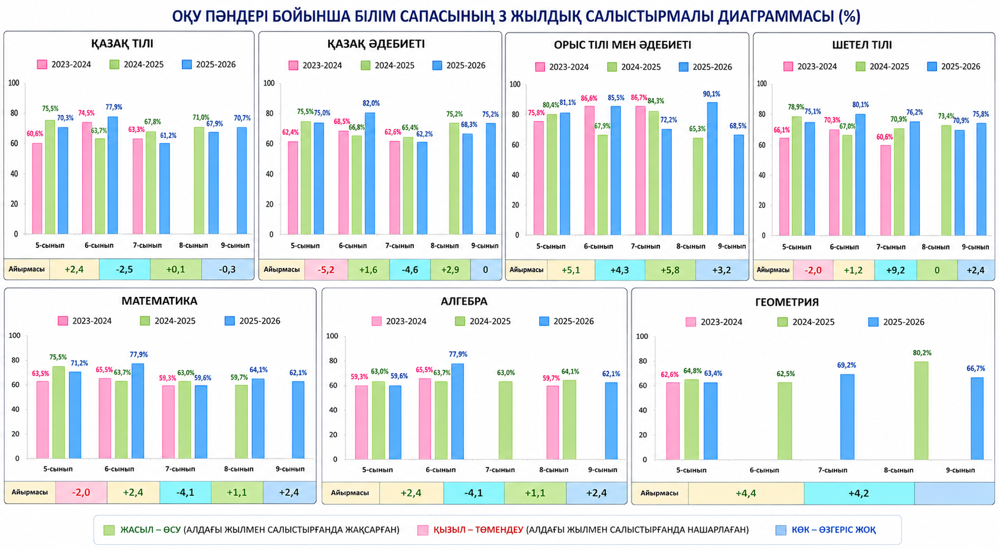 ОҚУ ПӘНДЕРІ БОЙЫНША БІЛІМ САПАСЫНЫҢ 3 ЖЫЛДЫҚ САЛЫСТЫРМАЛЫ ДИАГРАММАСЫ (%)
ҚАЗАҚ ТІЛІ
2023-2024 2024-2025 2025-2026
100
80
60
40
20
0
60,6% 75,5% 70,3% 74,5% 63,7% 77,9% 63,3% 67,8% 61,2% 71,0% 67,9% 70,7%
5-сынып 6-сынып 7-сынып 8-сынып 9-сынып
Айырмасы +2,4 -2,5 +0,1 -0,3
ҚАЗАҚ ӘДЕБИЕТІ
2023-2024 2024-2025 2025-2026
100
80
60
40
20
0
62,4% 75,5% 75,0% 68,5% 66,8% 82,0% 62,6% 65,4% 62,2% 75,2% 68,3% 75,2%
5-сынып 6-сынып 7-сынып 8-сынып 9-сынып
Айырмасы -5,2 +1,6 -4,6 +2,9 0
ОРЫС ТІЛІ МЕН ӘДЕБИЕТІ
2023-2024 2024-2025 2025-2026
100
80
60
40
20
0
75,8% 80,4% 81,1% 86,6% 67,9% 85,5% 86,7% 84,3% 72,2% 65,3% 90,1% 68,5%
5-сынып 6-сынып 7-сынып 8-сынып 9-сынып
Айырмасы +5,1 +4,3 +5,8 +3,2
ШЕТЕЛ ТІЛІ
2023-2024 2024-2025 2025-2026
100
80
60
40
20
0
66,1% 78,9% 75,1% 70,3% 67,0% 80,1% 60,6% 70,9% 76,2% 73,4% 70,9% 75,8%
5-сынып 6-сынып 7-сынып 8-сынып 9-сынып
Айырмасы -2,0 +1,2 +9,2 0 +2,4
МАТЕМАТИКА
2023-2024 2024-2025 2025-2026
100
80
60
40
20
0
63,5% 75,5% 71,2% 65,5% 63,7% 77,9% 59,3% 63,0% 59,6% 59,7% 64,1% 62,1%
5-сынып 6-сынып 7-сынып 8-сынып 9-сынып
Айырмасы -2,0 +2,4 -4,1 +1,1 +2,4
АЛГЕБРА
2023-2024 2024-2025 2025-2026
100
80
60
40
20
0
59,3% 63,0% 59,6% 65,5% 63,7% 77,9% 63,0% 59,7% 64,1% 62,1%
5-сынып 6-сынып 7-сынып 8-сынып 9-сынып
Айырмасы +2,4 -4,1 +1,1 +2,4
ГЕОМЕТРИЯ
2023-2024 2024-2025 2025-2026
100
80
60
40
20
0
62,6% 64,8% 63,4% 62,5% 69,2% 80,2% 66,7%
5-сынып 6-сынып 7-сынып 8-сынып 9-сынып
Айырмасы +4,4 +4,2
ЖАСЫЛ – ӨСУ (АЛДАҒЫ ЖЫЛМЕН САЛЫСТЫРҒАНДА ЖАҚСАРҒАН) ҚЫЗЫЛ – ТӨМЕНДЕУ (АЛДАҒЫ ЖЫЛМЕН САЛЫСТЫРҒАНДА НАШАРЛАҒАН) КӨК – ӨЗГЕРІС ЖОҚ